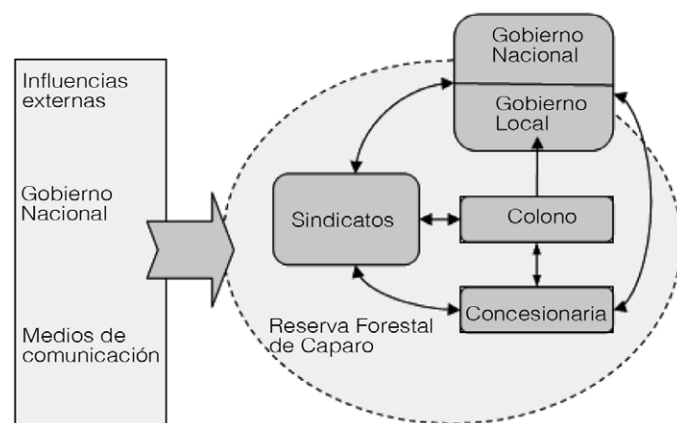 Influencias
externas
Gobierno
Nacional
Medios de
comunicación
Gobierno
Nacional
Gobierno
Local
Sindicatos
Colono
Concesionaria
Reserva Forestal
de Caparo